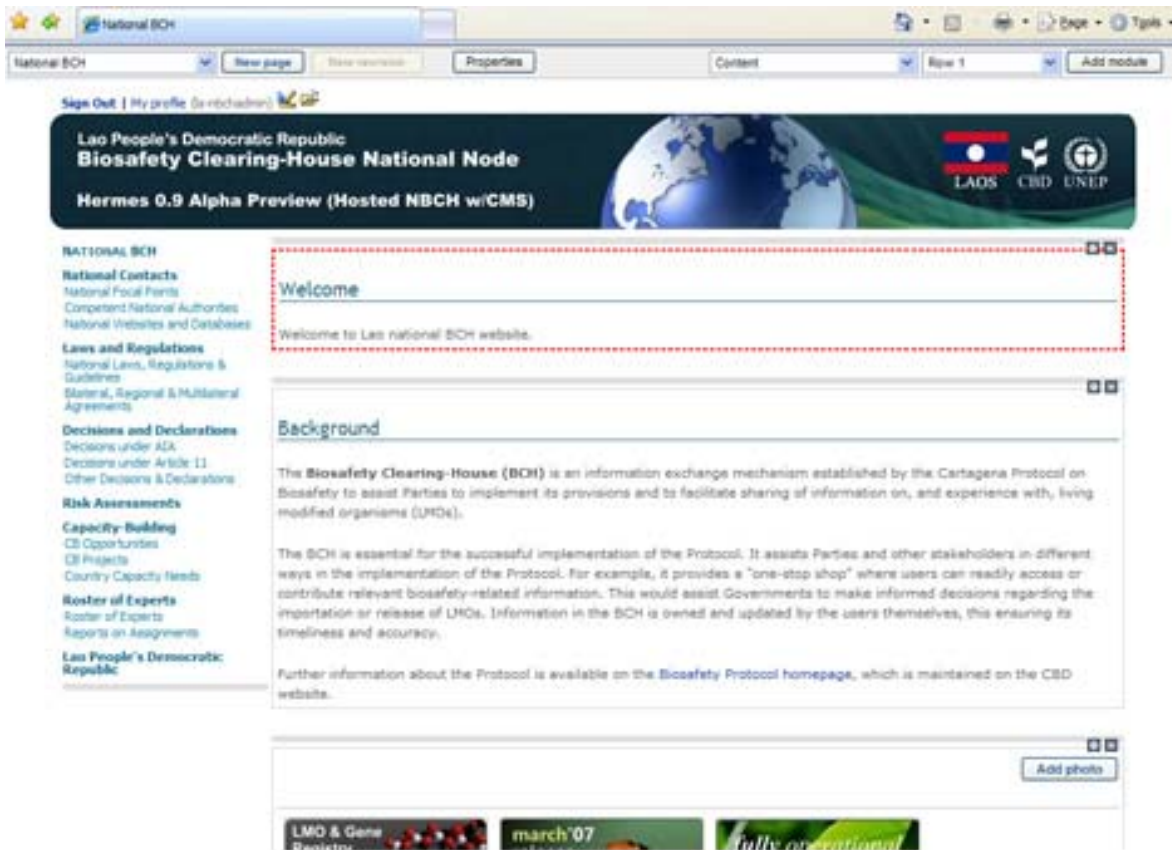 National BCH
Page
Tools
National BCH
New page
New revision
Properties
Content
Row 1
Add module
Sign Out | My profile (la-nbchadmin)
Lao People's Democratic Republic
Biosafety Clearing-House National Node
Hermes 0.9 Alpha Preview (Hosted NBCH w/CMS)
LAOS
CBD
UNEP
NATIONAL BCH
National Contacts
National Focal Points
Competent National Authorities
National Websites and Databases
Laws and Regulations
National Laws, Regulations &
Guidelines
Bilateral, Regional & Multilateral
Agreements
Decisions and Declarations
Decisions under AIA
Decisions under Article 11
Other Decisions & Declarations
Risk Assessments
Capacity-Building
CB Opportunities
CB Projects
Country Capacity Needs
Roster of Experts
Roster of Experts
Reports on Assignments
Lao People's Democratic
Republic
Welcome
Welcome to Lao national BCH website.
Background
The Biosafety Clearing-House (BCH) is an information exchange mechanism established by the Cartagena Protocol on
Biosafety to assist Parties to implement its provisions and to facilitate sharing of information on, and experience with, living
modified organisms (LMOs).
The BCH is essential for the successful implementation of the Protocol. It assists Parties and other stakeholders in different
ways in the implementation of the Protocol. For example, it provides a "one-stop shop" where users can readily access or
contribute relevant biosafety-related information. This would assist Governments to make informed decisions regarding the
importation or release of LMOs. Information in the BCH is owned and updated by the users themselves, this ensuring its
timeliness and accuracy.
Further information about the Protocol is available on the Biosafety Protocol homepage, which is maintained on the CBD
website.
Add photo
LMO & Gene
Registry
march'07
release
fully operational